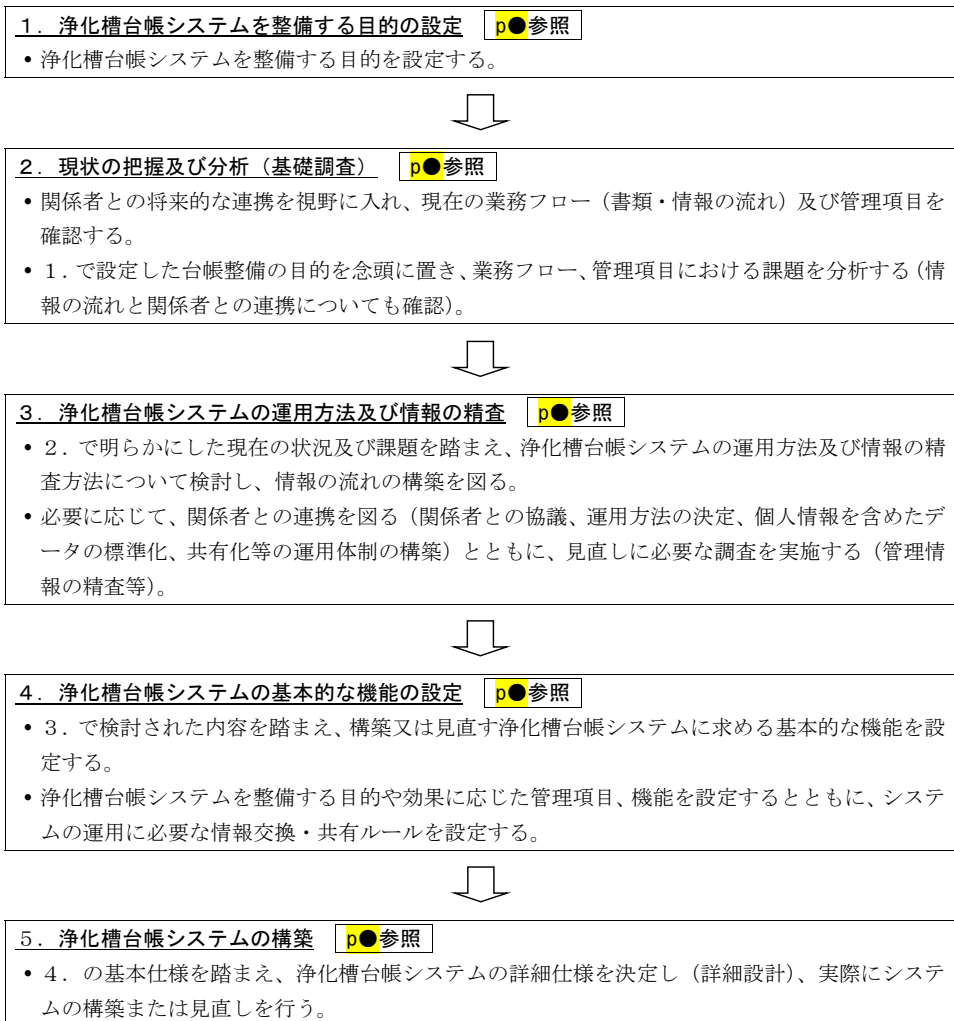 １．浄化槽台帳システムを整備する目的の設定 p●参照
• 浄化槽台帳システムを整備する目的を設定する。
２．現状の把握及び分析（基礎調査） p●参照
• 関係者との将来的な連携を視野に入れ、現在の業務フロー（書類・情報の流れ）及び管理項目を
確認する。
• １．で設定した台帳整備の目的を念頭に置き、業務フロー、管理項目における課題を分析する（情
報の流れと関係者との連携についても確認）。
３．浄化槽台帳システムの運用方法及び情報の精査 p●参照
• ２．で明らかにした現在の状況及び課題を踏まえ、浄化槽台帳システムの運用方法及び情報の精
査方法について検討し、情報の流れの構築を図る。
• 必要に応じて、関係者との連携を図る（関係者との協議、運用方法の決定、個人情報を含めたデ
ータの標準化、共有化等の運用体制の構築）とともに、見直しに必要な調査を実施する（管理情
報の精査等）。
４．浄化槽台帳システムの基本的な機能の設定 p●参照
• ３．で検討された内容を踏まえ、構築又は見直す浄化槽台帳システムに求める基本的な機能を設
定する。
• 浄化槽台帳システムを整備する目的や効果に応じた管理項目、機能を設定するとともに、システ
ムの運用に必要な情報交換・共有ルールを設定する。
５．浄化槽台帳システムの構築 p●参照
• ４．の基本仕様を踏まえ、浄化槽台帳システムの詳細仕様を決定し（詳細設計）、実際にシステ
ムの構築または見直しを行う。